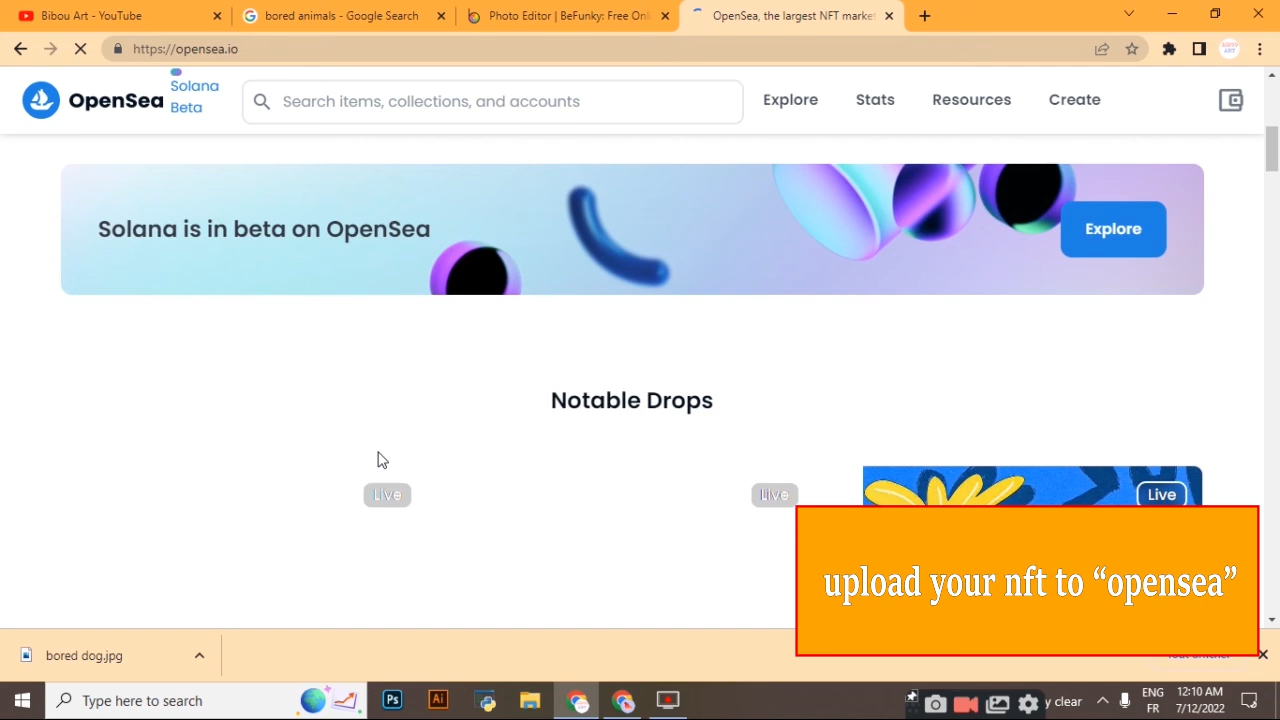 Bibou Art - YouTube
bored animals - Google Search
Photo Editor | BeFunky: Free Onl
OpenSea, the largest NFT market
https://opensea.io
OpenSea
Solana
Beta
Search items, collections, and accounts
Explore
Stats
Resources
Create
Solana is in beta on OpenSea
Explore
Notable Drops
Live
Live
Live
upload your nft to “opensea”
bored dog.jpg
Type here to search
Ps
Ai
y clear
ENG
FR
12:10 AM
7/12/2022